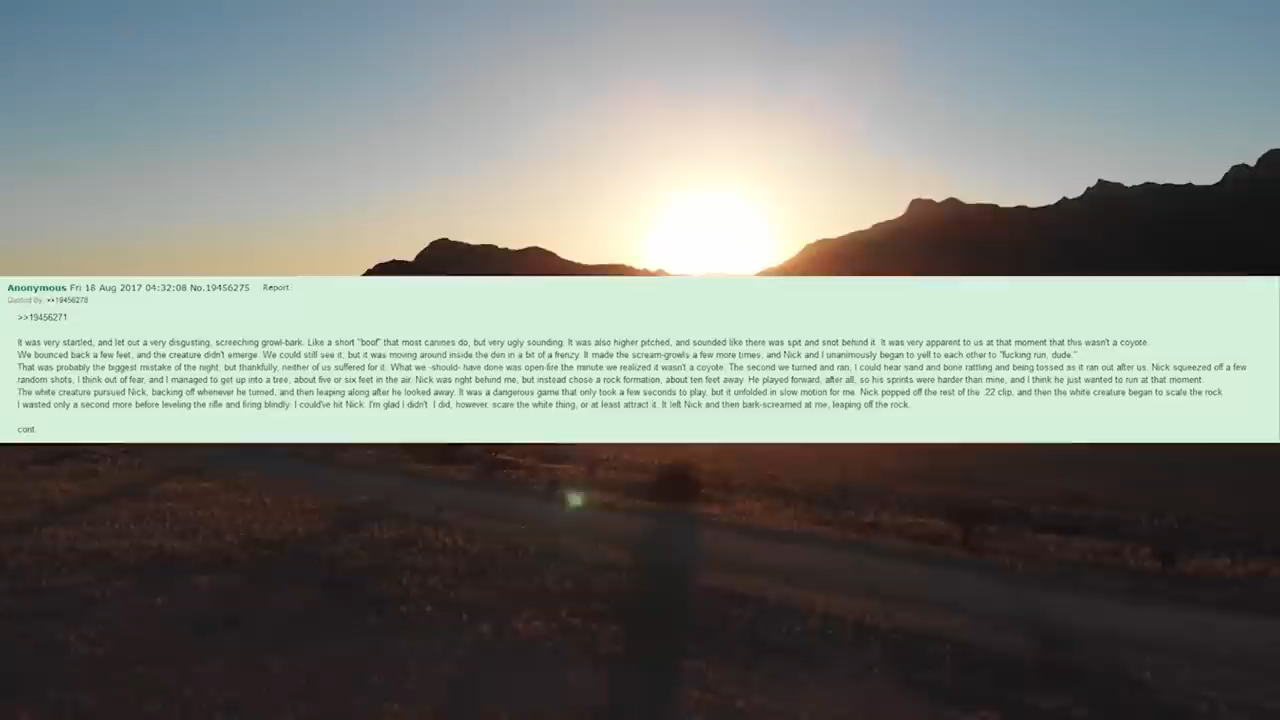 Anonymous Fri 18 Aug 2017 04:32:08 No.19456275 Report
Quoted By: >>19456278
>>19456271
It was very startled, and let out a very disgusting, screeching growl-bark. Like a short "boof" that most canines do, but very ugly sounding. It was also higher pitched, and sounded like there was spit and snot behind it. It was very apparent to us at that moment that this wasn't a coyote.
We bounced back a few feet, and the creature didn't emerge. We could still see it, but it was moving around inside the den in a bit of a frenzy. It made the scream-growls a few more times, and Nick and I unanimously began to yell to each other to "fucking run, dude."
That was probably the biggest mistake of the night, but thankfully, neither of us suffered for it. What we -should- have done was open-fire the minute we realized it wasn't a coyote. The second we turned and ran, I could hear sand and bone rattling and being tossed as it ran out after us. Nick squeezed off a few
random shots, I think out of fear, and I managed to get up into a tree, about five or six feet in the air. Nick was right behind me, but instead chose a rock formation, about ten feet away. He played forward, after all, so his sprints were harder than mine, and I think he just wanted to run at that moment.
The white creature pursued Nick, backing off whenever he turned, and then leaping along after he looked away. It was a dangerous game that only took a few seconds to play, but it unfolded in slow motion for me. Nick popped off the rest of the .22 clip, and then the white creature began to scale the rock
I wasted only a second more before leveling the rifle and firing blindly. I could've hit Nick. I'm glad I didn't. I did, however, scare the white thing, or at least attract it. It left Nick and then bark-screamed at me, leaping off the rock.
cont.